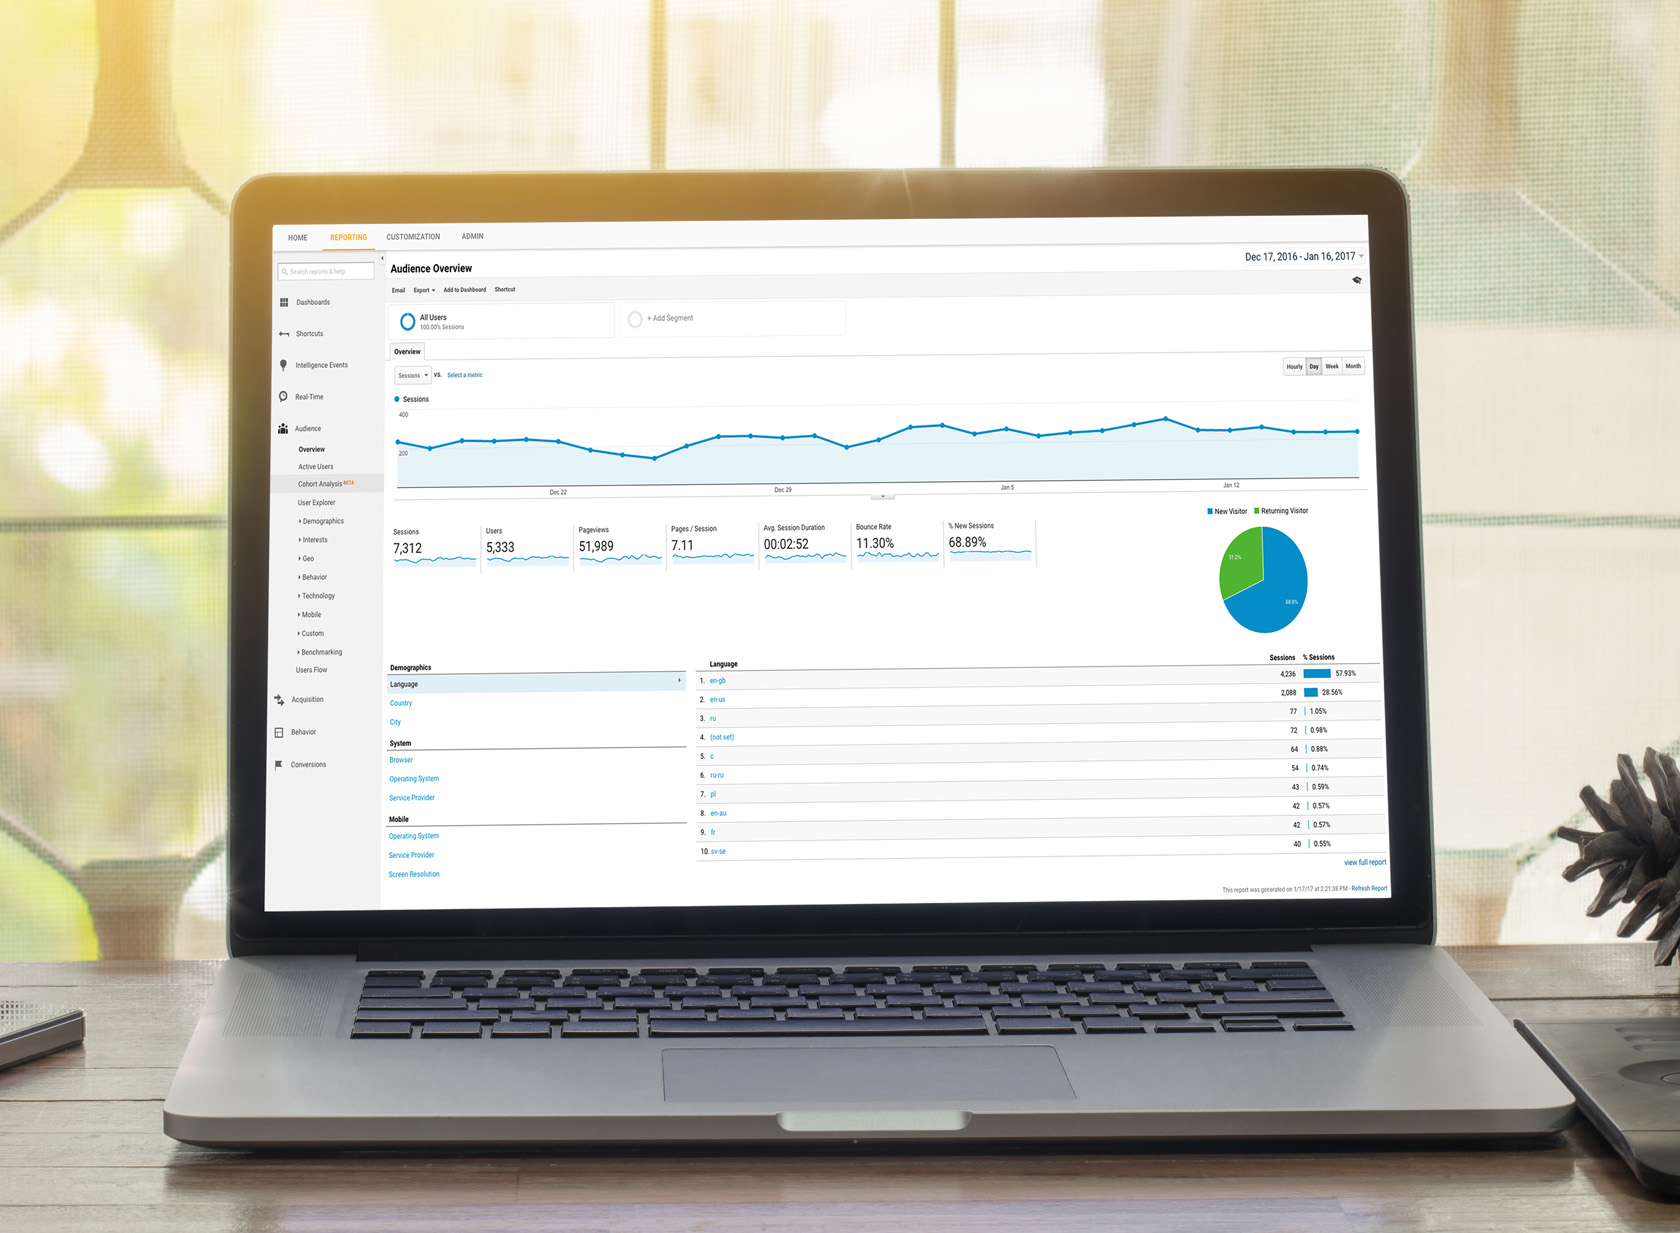 HOME REPORTING CUSTOMIZATION ADMIN
Search reports & help
Dashboards
Shortcuts
Intelligence Events
Real-Time
Audience
Overview
Active Users
Cohort Analysis BETA
User Explorer
Demographics
Interests
Geo
Behavior
Technology
Mobile
Custom
Benchmarking
Users Flow
Acquisition
Behavior
Conversions
Audience Overview
Dec 17, 2016 - Jan 16, 2017
Email Export Add to Dashboard Shortcut
All Users
100.00% Sessions
+ Add Segment
Overview
Sessions vs. Select a metric
Hourly Day Week Month
Sessions
400
200
Dec 22 Dec 29 Jan 5 Jan 12
Sessions
7,312
Users
5,333
Pageviews
51,989
Pages / Session
7.11
Avg. Session Duration
00:02:52
Bounce Rate
11.30%
% New Sessions
68.89%
New Visitor Returning Visitor
31.2%
68.8%
Demographics
Language
Country
City
System
Browser
Operating System
Service Provider
Mobile
Operating System
Service Provider
Screen Resolution
Language Sessions % Sessions
1. en-gb 4,236 57.93%
2. en-us 2,088 28.56%
3. ru 77 1.05%
4. (not set) 72 0.98%
5. c 64 0.88%
6. ru-ru 54 0.74%
7. pl 43 0.59%
8. en-au 42 0.57%
9. fr 42 0.57%
10. sv-se 40 0.55%
view full report
This report was generated on 1/17/17 at 2:21:38 PM - Refresh Report